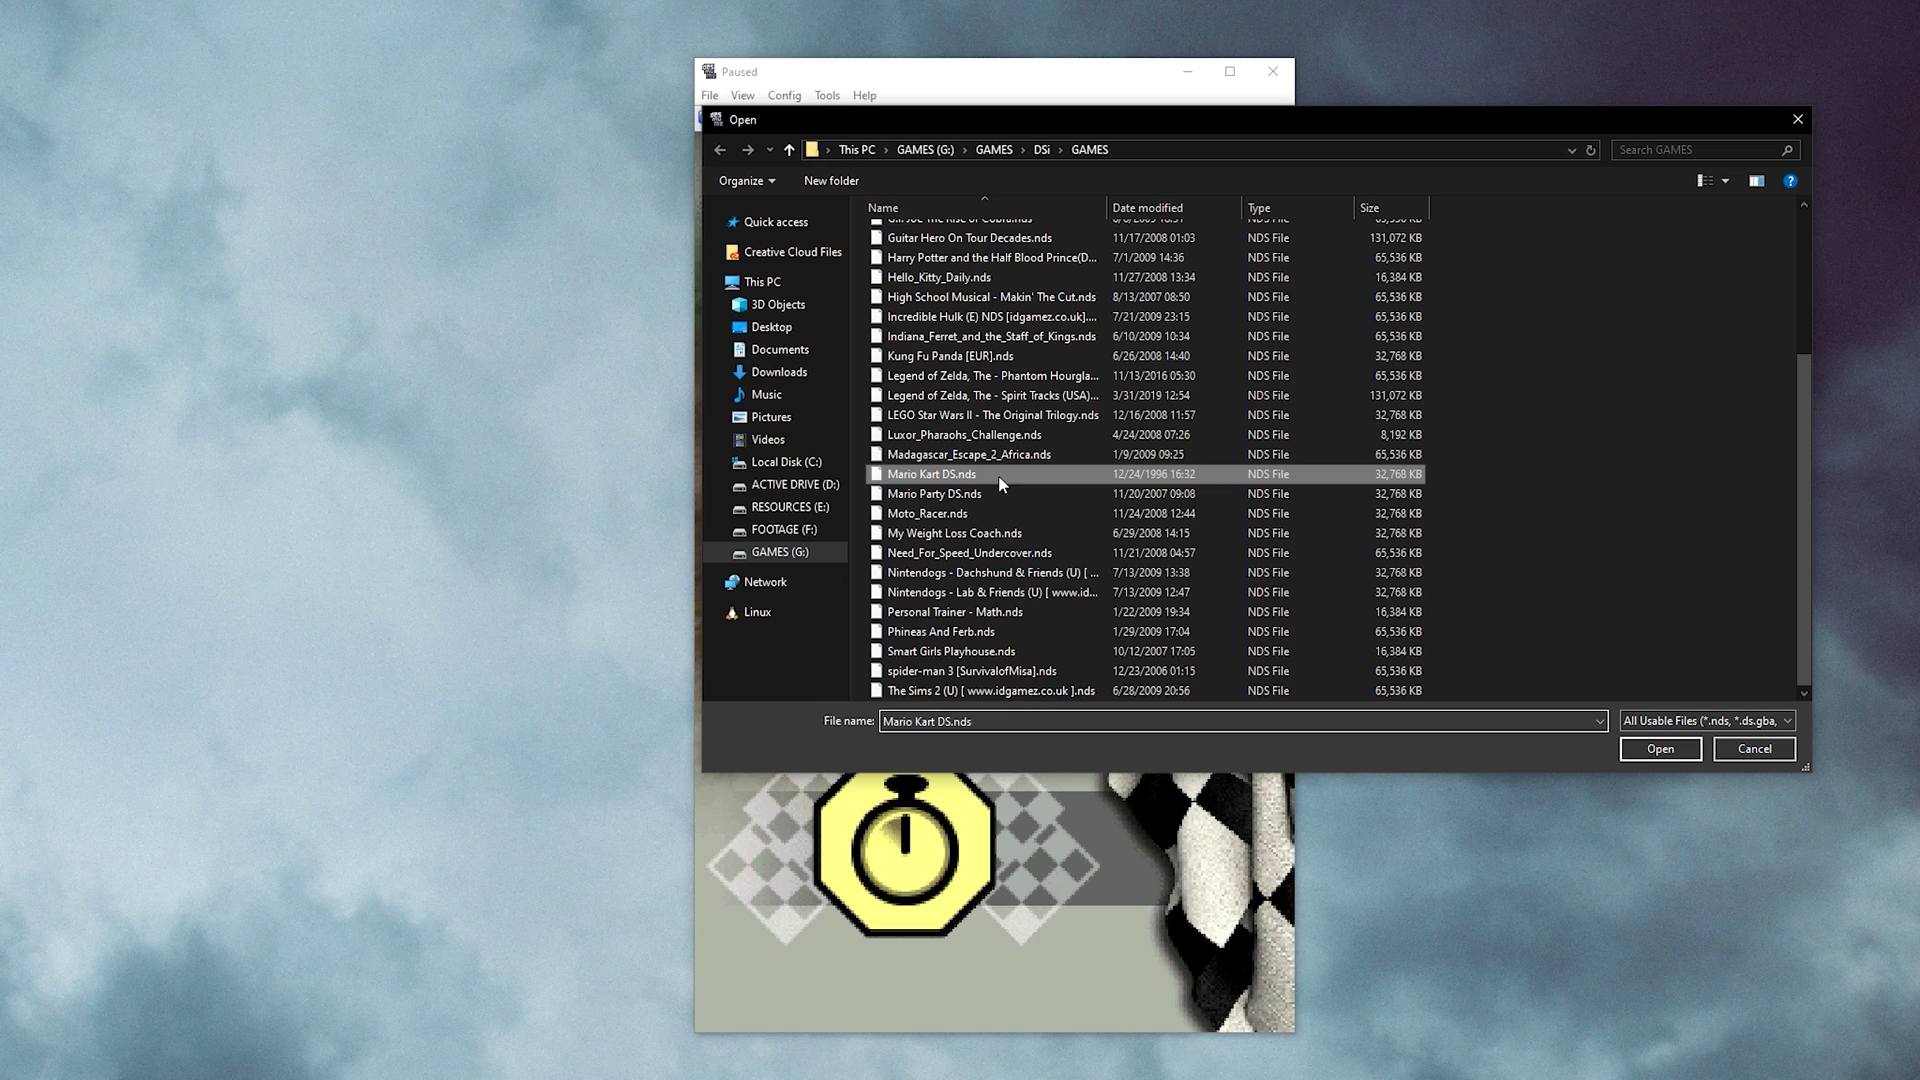 Paused
File View Config Tools Help
Open
This PC › GAMES (G:) › GAMES › DSi › GAMES
Search GAMES
Organize New folder
Name Date modified Type Size
Quick access
Creative Cloud Files
This PC
3D Objects
Desktop
Documents
Downloads
Music
Pictures
Videos
Local Disk (C:)
ACTIVE DRIVE (D:)
RESOURCES (E:)
FOOTAGE (F:)
GAMES (G:)
Network
Linux
Guitar Hero On Tour Decades.nds 11/17/2008 01:03 NDS File 131,072 KB
Harry Potter and the Half Blood Prince(D... 7/1/2009 14:36 NDS File 65,536 KB
Hello_Kitty_Daily.nds 11/27/2008 13:34 NDS File 16,384 KB
High School Musical - Makin' The Cut.nds 8/13/2007 08:50 NDS File 65,536 KB
Incredible Hulk (E) NDS [idgamez.co.uk].... 7/21/2009 23:15 NDS File 65,536 KB
Indiana_Ferret_and_the_Staff_of_Kings.nds 6/10/2009 10:34 NDS File 65,536 KB
Kung Fu Panda [EUR].nds 6/26/2008 14:40 NDS File 32,768 KB
Legend of Zelda, The - Phantom Hourgla... 11/13/2016 05:30 NDS File 65,536 KB
Legend of Zelda, The - Spirit Tracks (USA)... 3/31/2019 12:54 NDS File 131,072 KB
LEGO Star Wars II - The Original Trilogy.nds 12/16/2008 11:57 NDS File 32,768 KB
Luxor_Pharaohs_Challenge.nds 4/24/2008 07:26 NDS File 8,192 KB
Madagascar_Escape_2_Africa.nds 1/9/2009 09:25 NDS File 65,536 KB
Mario Kart DS.nds 12/24/1996 16:32 NDS File 32,768 KB
Mario Party DS.nds 11/20/2007 09:08 NDS File 32,768 KB
Moto_Racer.nds 11/24/2008 12:44 NDS File 32,768 KB
My Weight Loss Coach.nds 6/29/2008 14:15 NDS File 32,768 KB
Need_For_Speed_Undercover.nds 11/21/2008 04:57 NDS File 65,536 KB
Nintendogs - Dachshund & Friends (U) [ ... 7/13/2009 13:38 NDS File 32,768 KB
Nintendogs - Lab & Friends (U) [ www.id... 7/13/2009 12:47 NDS File 32,768 KB
Personal Trainer - Math.nds 1/22/2009 19:34 NDS File 16,384 KB
Phineas And Ferb.nds 1/29/2009 17:04 NDS File 65,536 KB
Smart Girls Playhouse.nds 10/12/2007 17:05 NDS File 16,384 KB
spider-man 3 [SurvivalofMisa].nds 12/23/2006 01:15 NDS File 65,536 KB
The Sims 2 (U) [ www.idgamez.co.uk ].nds 6/28/2009 20:56 NDS File 65,536 KB
File name: Mario Kart DS.nds All Usable Files (*.nds, *.ds.gba,
Open Cancel